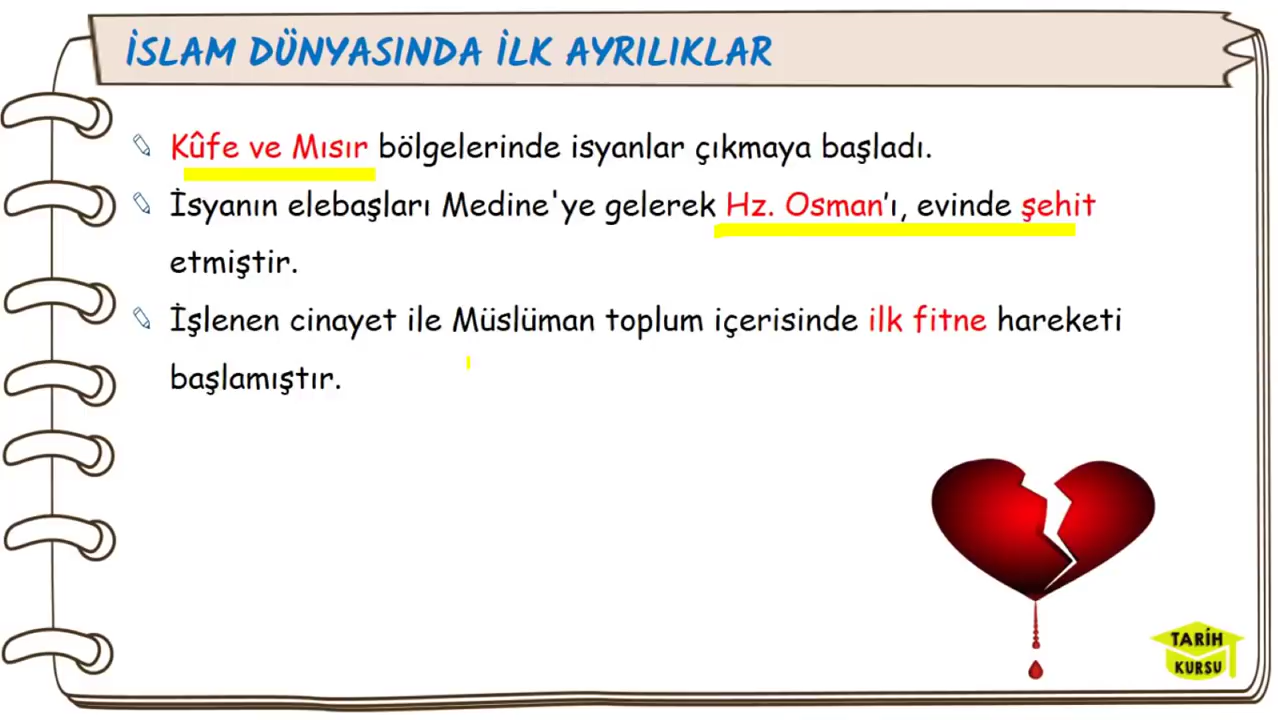 İSLAM DÜNYASINDA İLK AYRILIKLAR
Kûfe ve Mısır bölgelerinde isyanlar çıkmaya başladı.
İsyanın elebaşları Medine'ye gelerek Hz. Osman’ı, evinde şehit
etmiştir.
İşlenen cinayet ile Müslüman toplum içerisinde ilk fitne hareketi
başlamıştır.
TARİH
KURSU